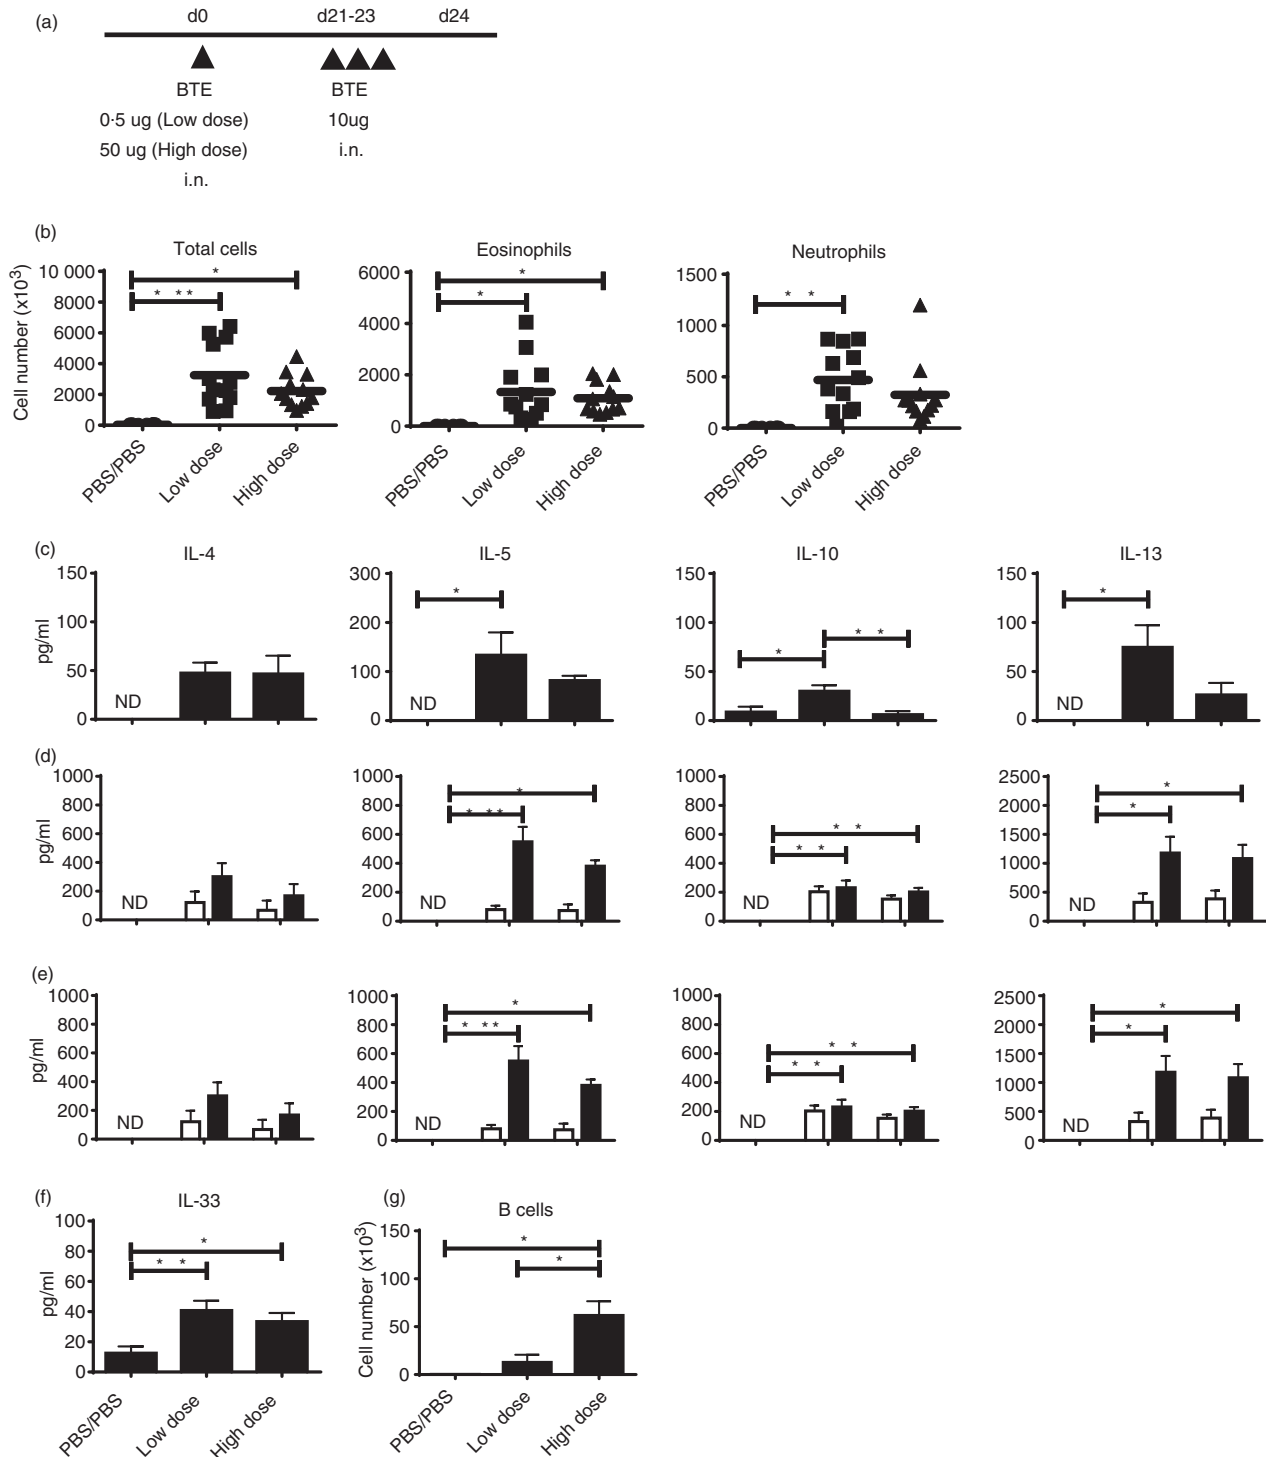 (a)
d0 d21-23 d24
BTE BTE
0·5 ug (Low dose) 10ug
50 ug (High dose) i.n.
i.n.
(b)
Total cells Eosinophils Neutrophils
Cell number (x10³)
10 000
8000
6000
4000
2000
0
* ***
*
PBS/PBS Low dose High dose
6000
4000
2000
0
*
*
PBS/PBS Low dose High dose
1500
1000
500
0
* *
PBS/PBS Low dose High dose
(c)
IL-4 IL-5 IL-10 IL-13
pg/ml
150
100
50
0
ND
300
200
100
0
ND
*
150
100
50
0
*
* *
150
100
50
0
ND
*
(d)
pg/ml
1000
800
600
400
200
0
ND
1000
800
600
400
200
0
ND
*
* **
1000
800
600
400
200
0
ND
* *
* *
2500
2000
1500
1000
500
0
ND
*
*
(e)
pg/ml
1000
800
600
400
200
0
ND
1000
800
600
400
200
0
ND
*
* **
1000
800
600
400
200
0
ND
* *
* *
2500
2000
1500
1000
500
0
ND
*
*
(f)
IL-33
pg/ml
100
80
60
40
20
0
*
* *
PBS/PBS Low dose High dose
(g)
B cells
Cell number (x10³)
150
100
50
0
*
*
PBS/PBS Low dose High dose